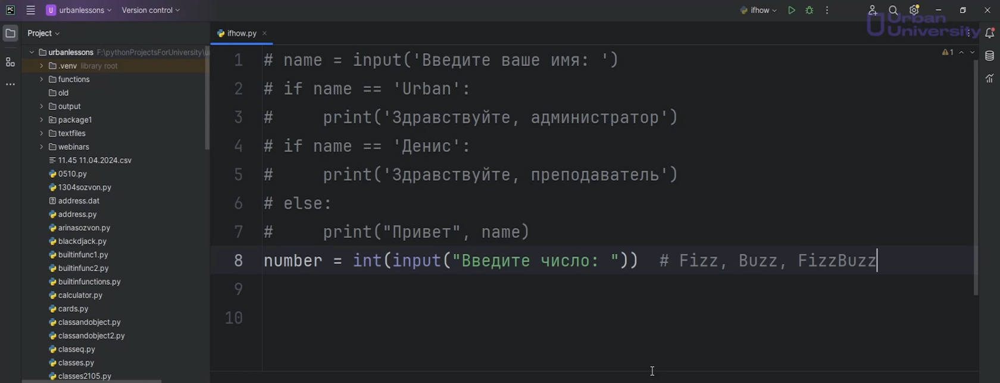 PC
U urbanlessons
Version control
ifhow
Urban
University
Project
ifhow.py
urbanlessons F:\pythonProjectsForUniversity\u
.venv library root
functions
old
output
package1
textfiles
webinars
11.45 11.04.2024.csv
0510.py
1304sozvon.py
address.dat
address.py
arinasozvon.py
blackdjack.py
builtinfunc1.py
builtinfunc2.py
builtinfunctions.py
calculator.py
cards.py
classandobject.py
classandobject2.py
classeq.py
classes.py
classes2105.py
1 # name = input('Введите ваше имя: ')
2 # if name == 'Urban':
3 #     print('Здравствуйте, администратор')
4 # if name == 'Денис':
5 #     print('Здравствуйте, преподаватель')
6 # else:
7 #     print("Привет", name)
8 number = int(input("Введите число: "))  # Fizz, Buzz, FizzBuzz
9
10
1